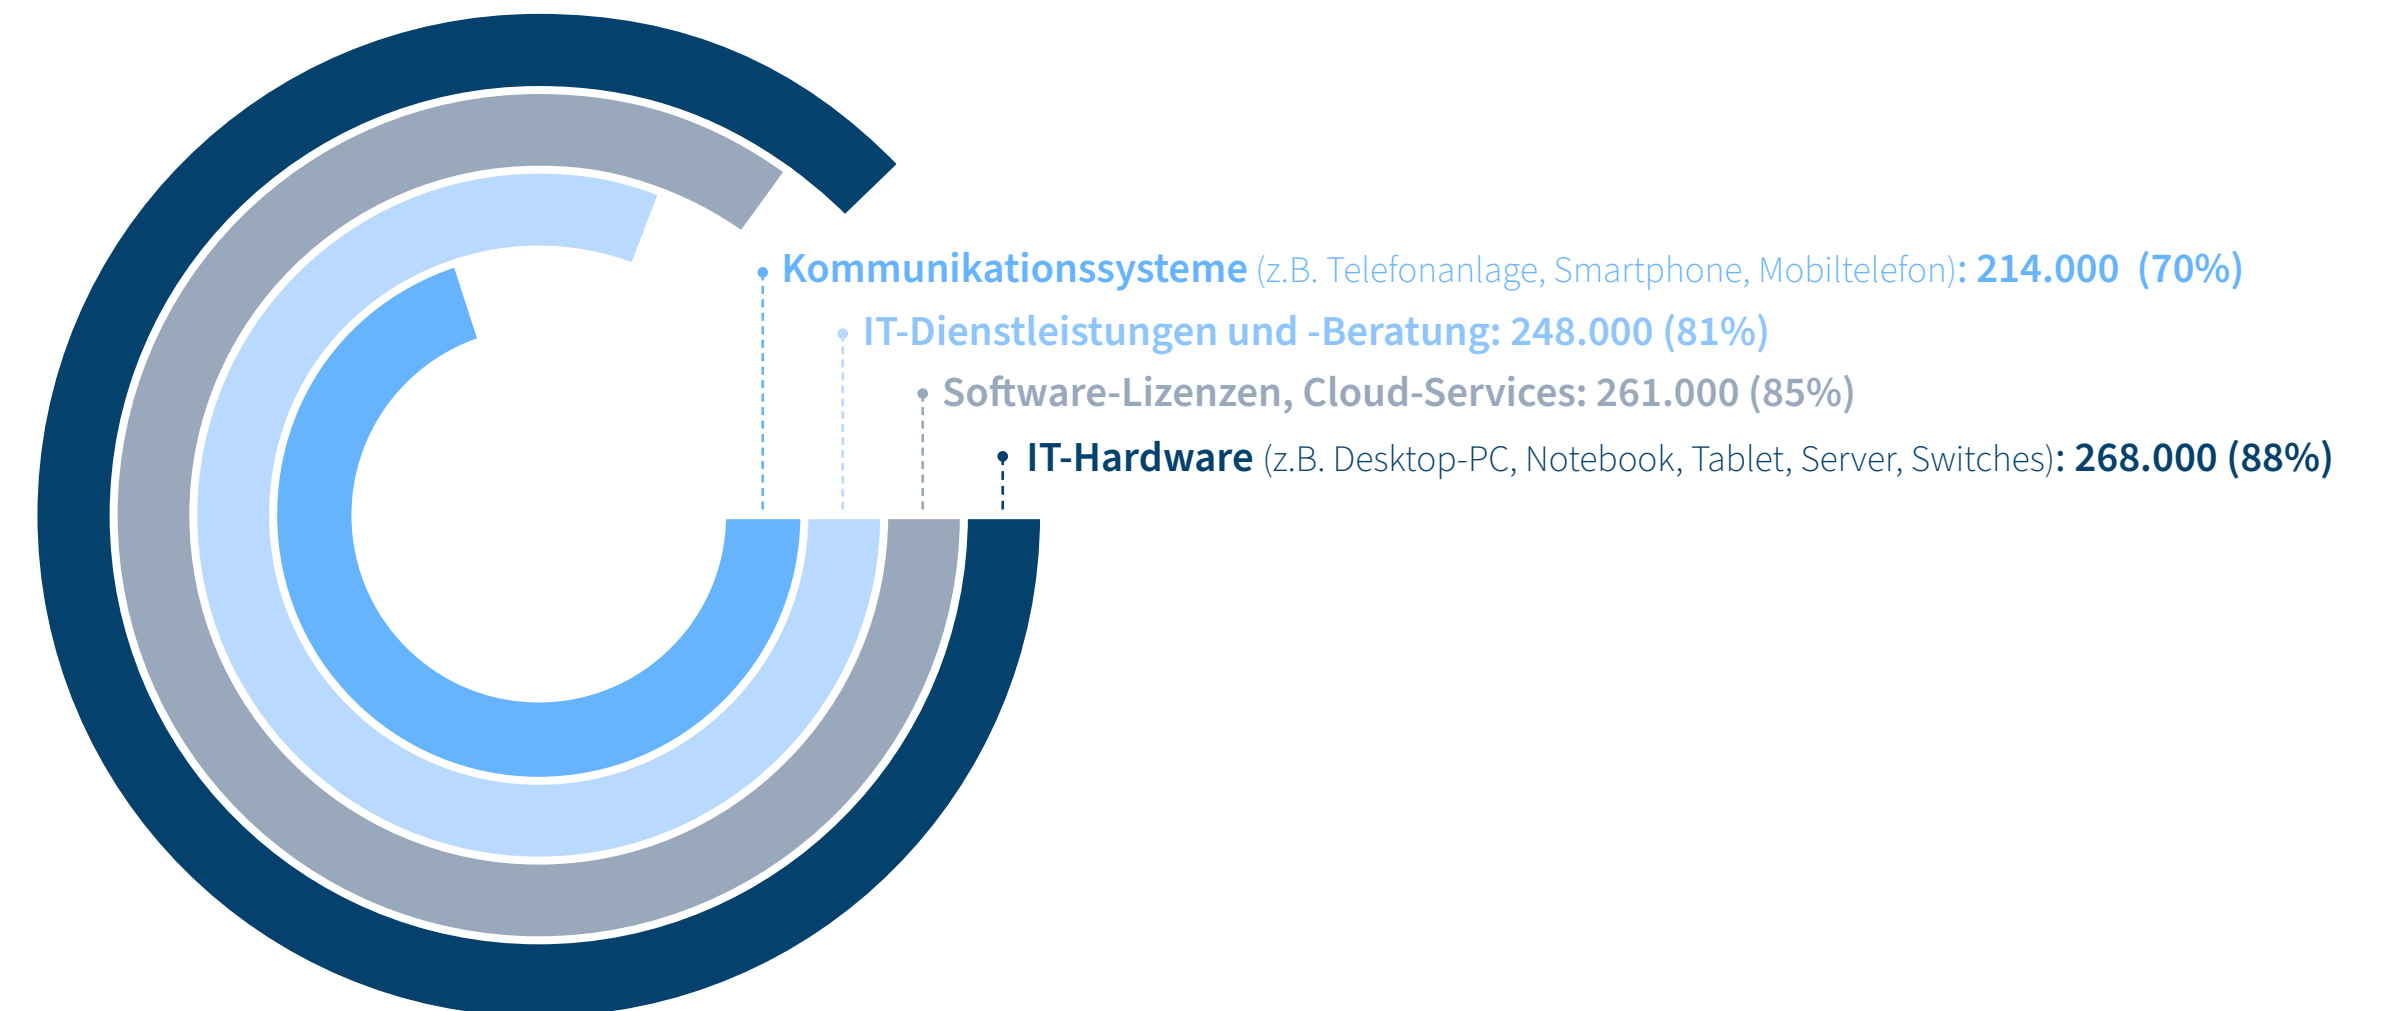 Kommunikationssysteme (z.B. Telefonanlage, Smartphone, Mobiltelefon): 214.000 (70%)
IT-Dienstleistungen und -Beratung: 248.000 (81%)
Software-Lizenzen, Cloud-Services: 261.000 (85%)
IT-Hardware (z.B. Desktop-PC, Notebook, Tablet, Server, Switches): 268.000 (88%)